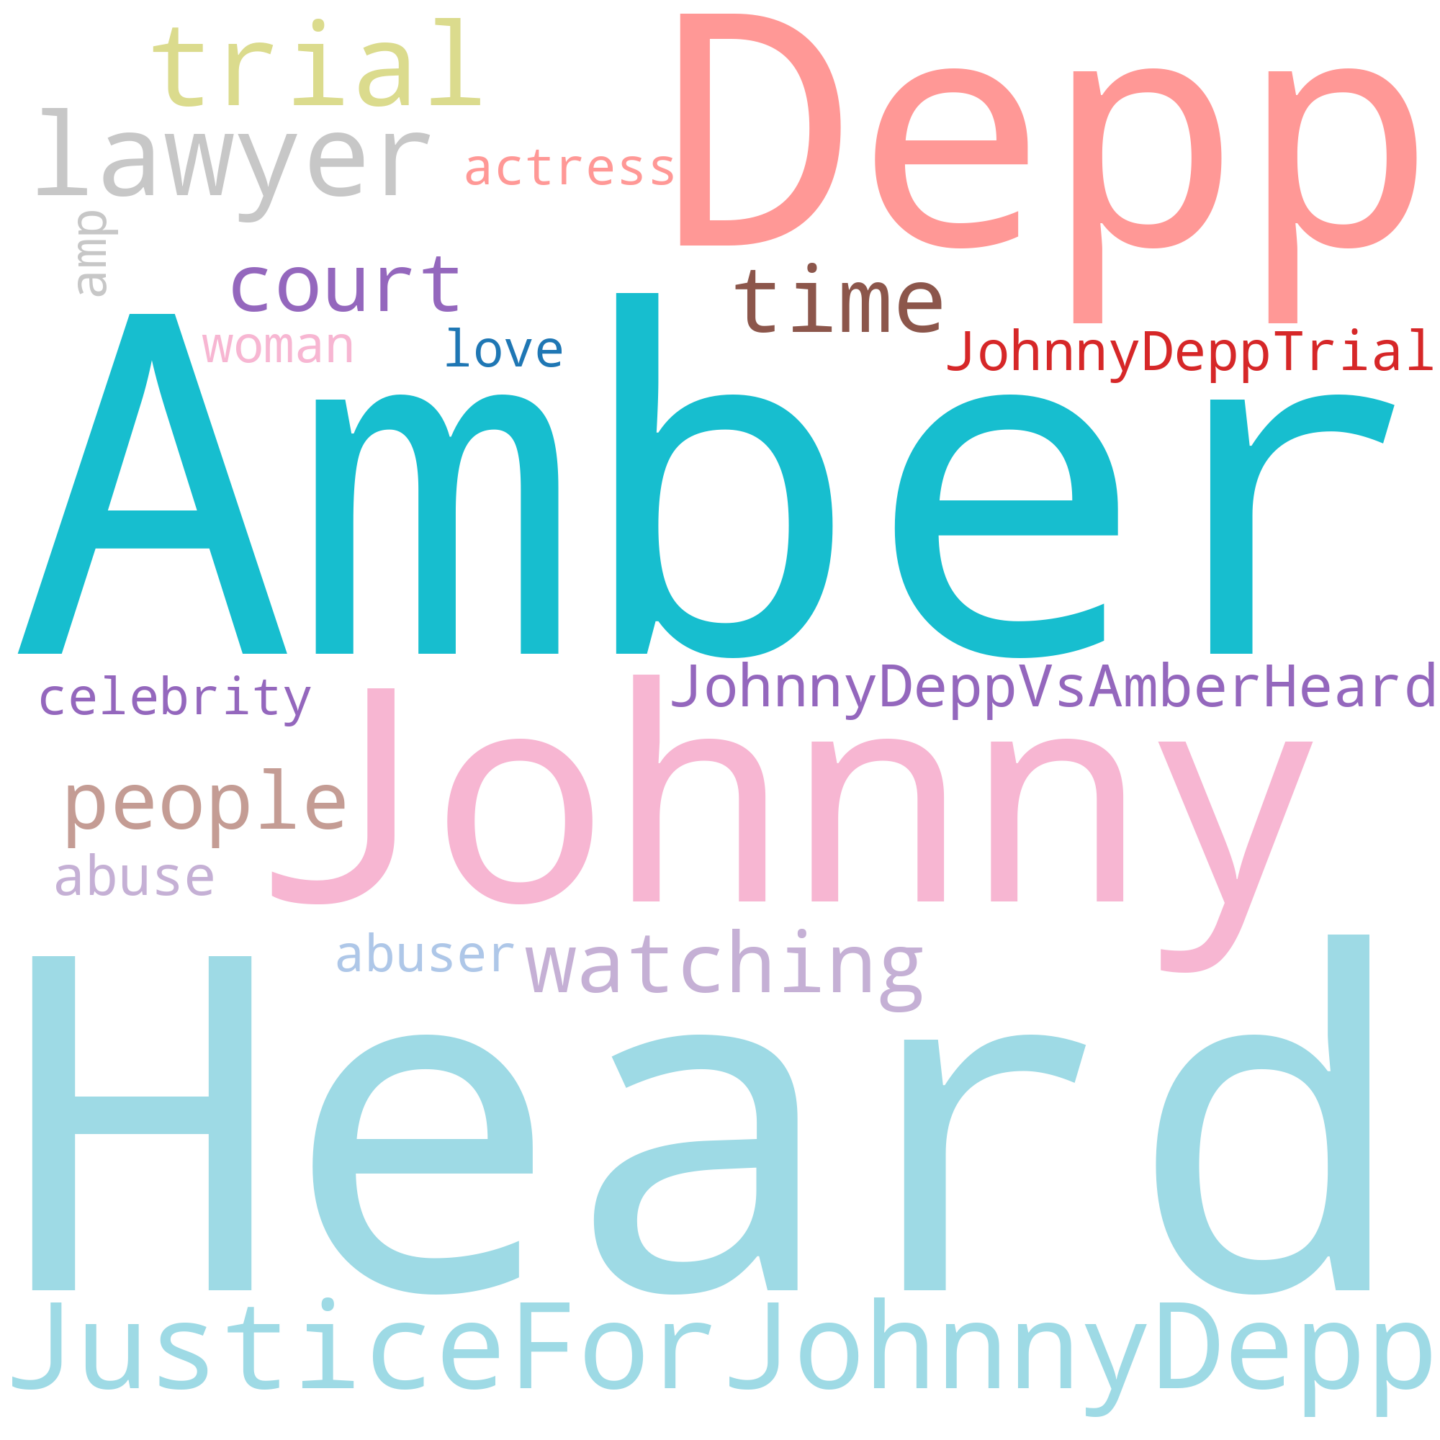 trial
Depp
lawyer
actress
amp
court
time
woman
love
JohnnyDeppTrial
Amber
celebrity
JohnnyDeppVsAmberHeard
Johnny
people
abuse
abuser
watching
Heard
JusticeForJohnnyDepp